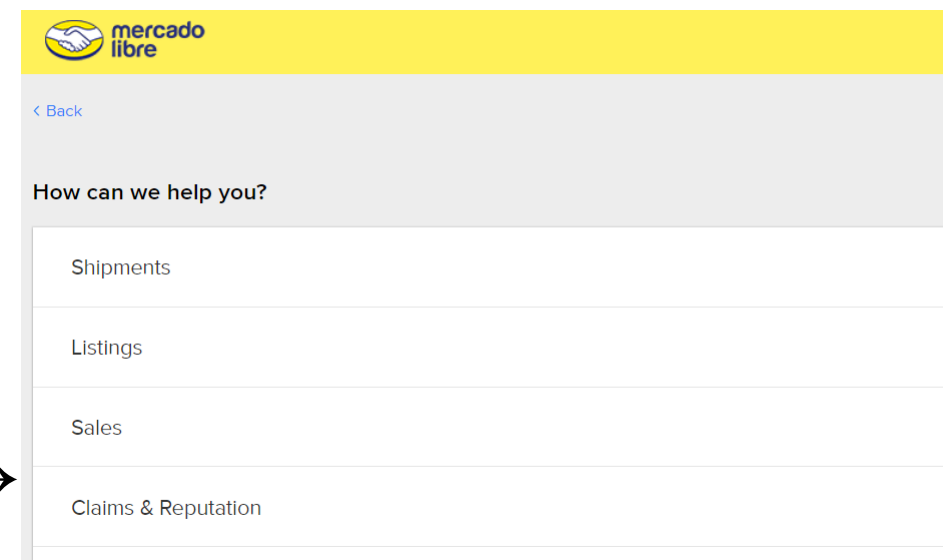 mercado
libre
< Back
How can we help you?
Shipments
Listings
Sales
Claims & Reputation